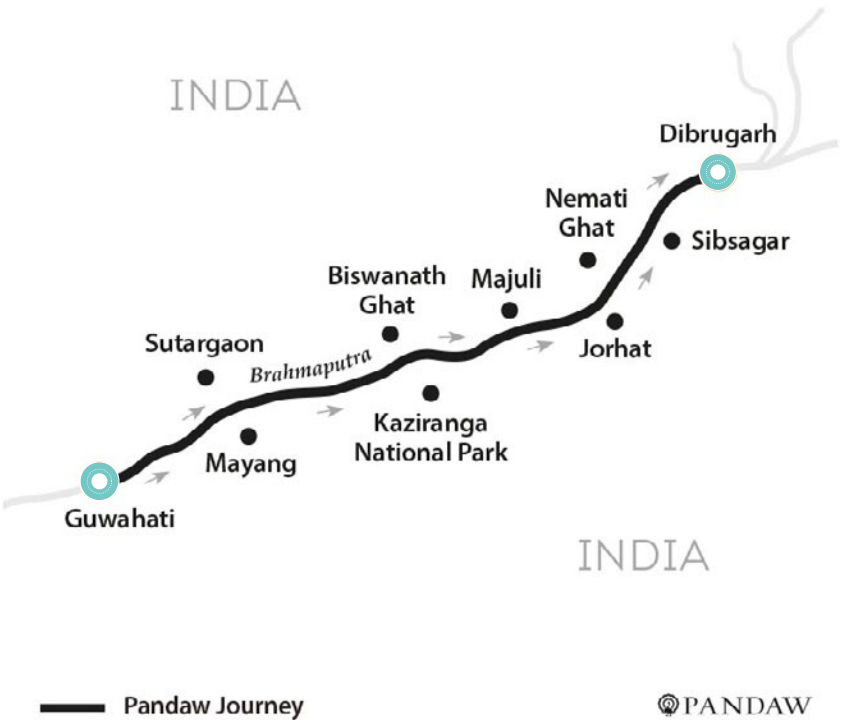 INDIA
Dibrugarh
Nemati
Ghat
Sibsagar
Biswanath
Ghat
Majuli
Sutargaon
Brahmaputra
Jorhat
Kaziranga
National Park
Mayang
Guwahati
INDIA
Pandaw Journey
PANDAW